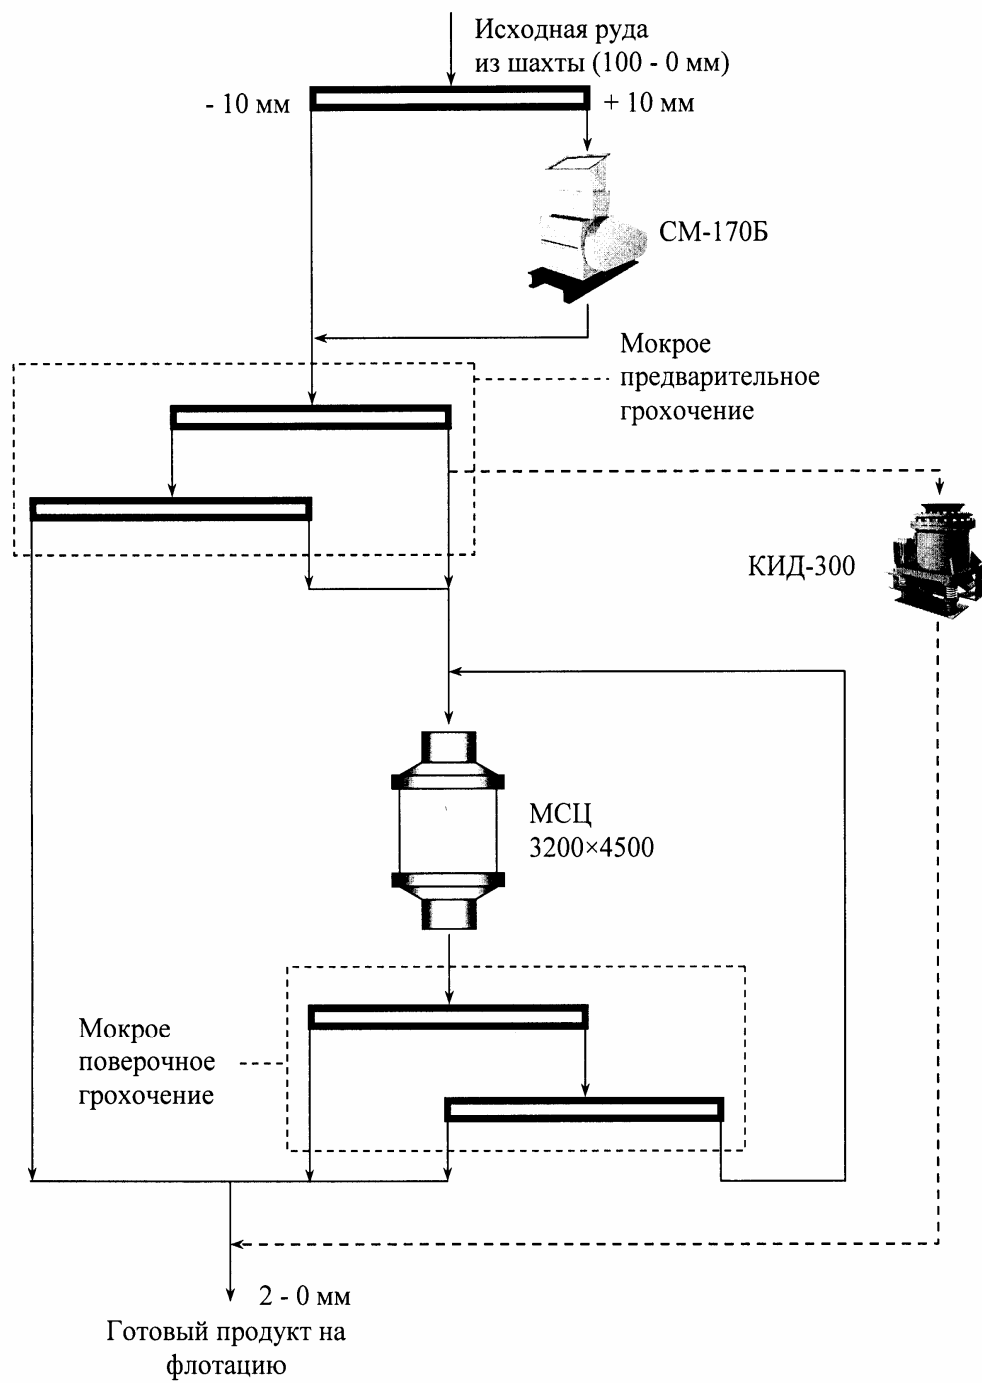 Исходная руда
из шахты (100 - 0 мм)
- 10 мм
+ 10 мм
СМ-170Б
Мокрое
предварительное
грохочение
КИД-300
МСЦ
3200×4500
Мокрое
поверочное
грохочение
2 - 0 мм
Готовый продукт на
флотацию